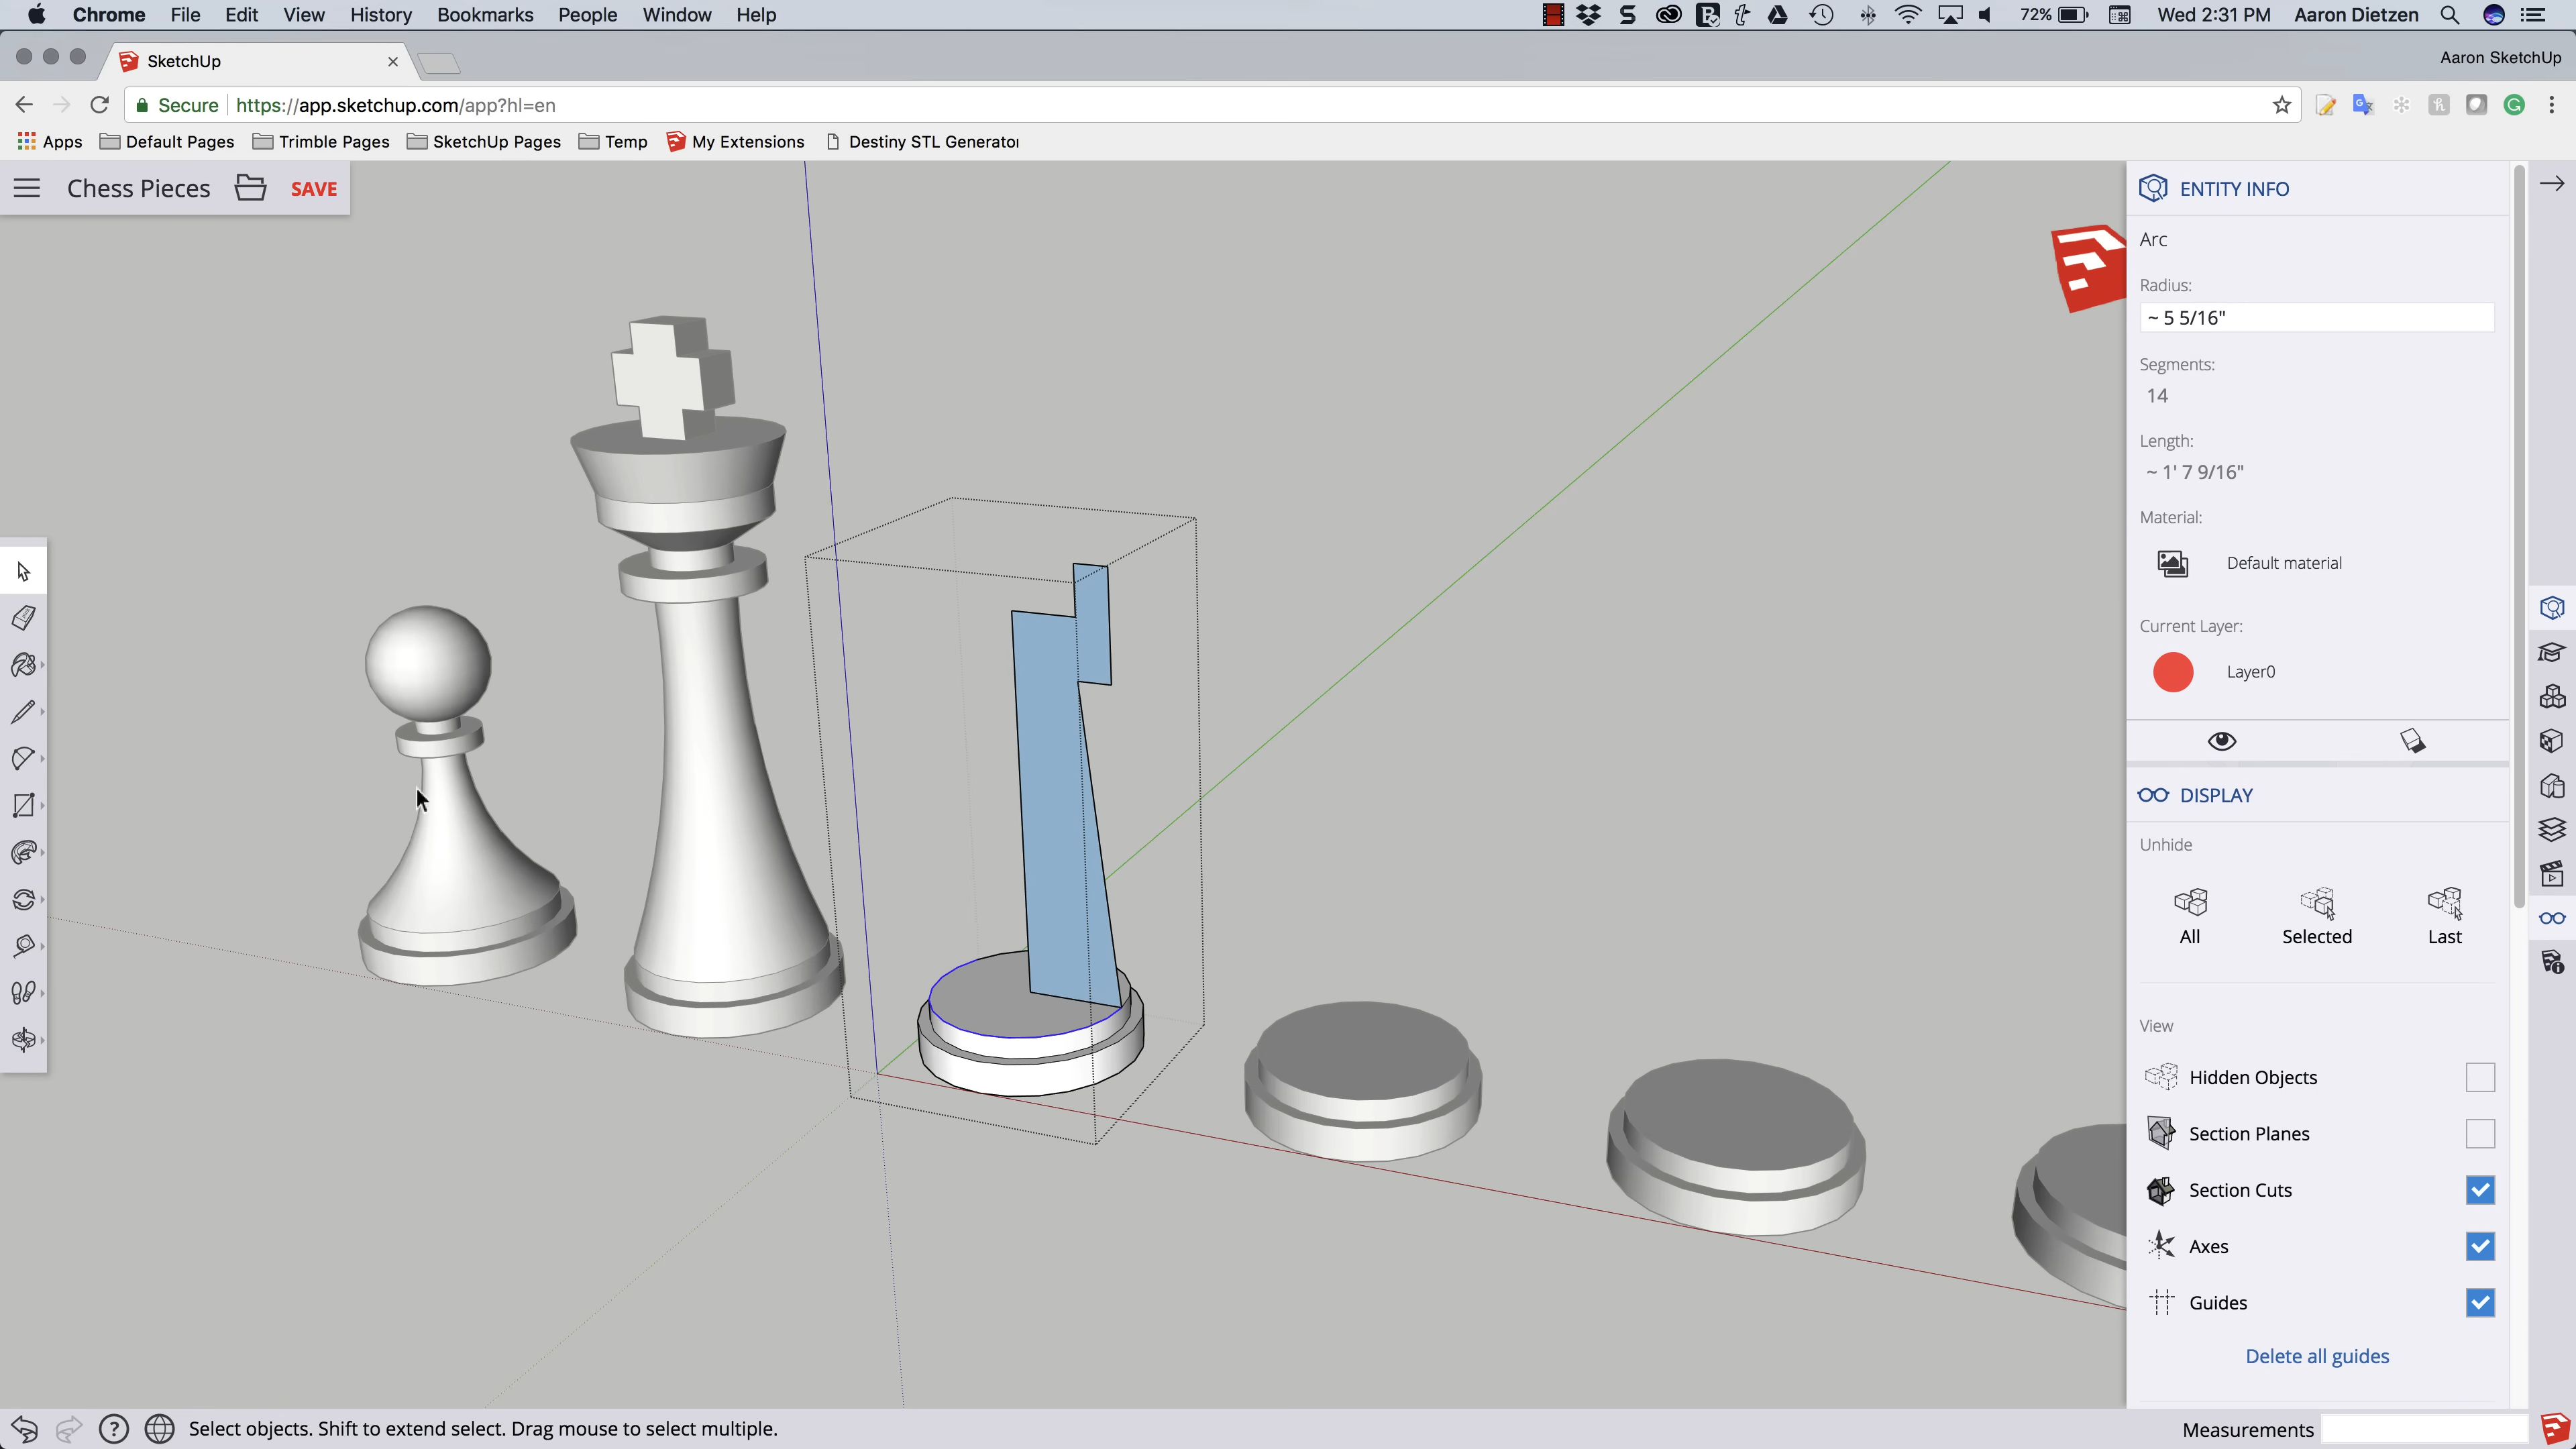 Chrome File Edit View History Bookmarks People Window Help 72% Wed 2:31 PM Aaron Dietzen
SketchUp Aaron SketchUp
Secure https://app.sketchup.com/app?hl=en
Apps Default Pages Trimble Pages SketchUp Pages Temp My Extensions Destiny STL Generator
Chess Pieces SAVE
ENTITY INFO
Arc
Radius:
~ 5 5/16"
Segments:
14
Length:
~ 1' 7 9/16"
Material:
Default material
Current Layer:
Layer0
DISPLAY
Unhide
All Selected Last
View
Hidden Objects
Section Planes
Section Cuts
Axes
Guides
Delete all guides
Select objects. Shift to extend select. Drag mouse to select multiple. Measurements